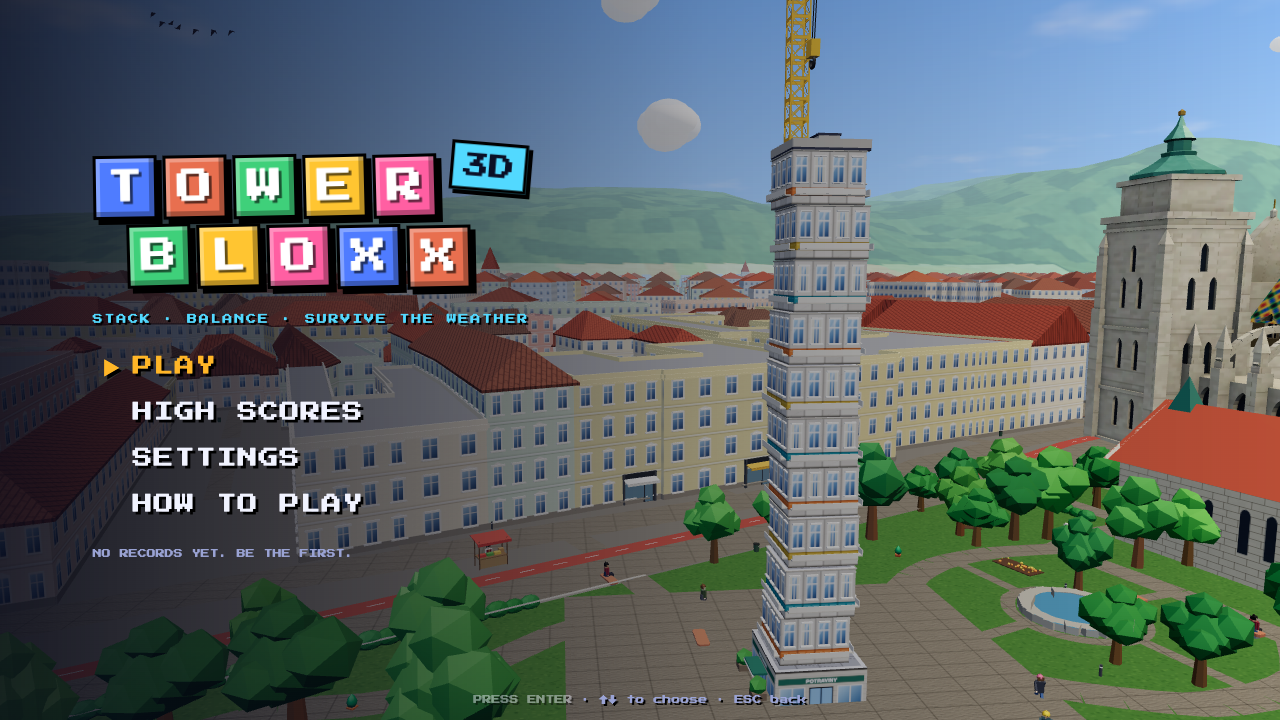 TOWER 3D
BLOXX
STACK · BALANCE · SURVIVE THE WEATHER
▶ PLAY
HIGH SCORES
SETTINGS
HOW TO PLAY
NO RECORDS YET. BE THE FIRST.
POTRAVINY
PRESS ENTER · ↑↓ to choose · ESC back